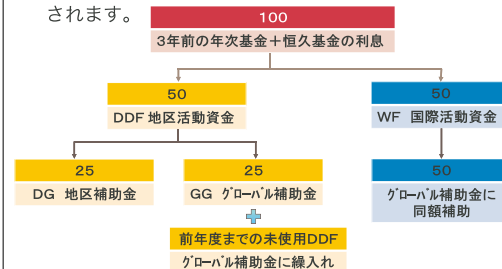 されます。
100
3年前の年次基金＋恒久基金の利息
50
DDF 地区活動資金
50
WF 国際活動資金
25
DG 地区補助金
25
GG ｸﾞﾛｰﾊﾞﾙ補助金
50
ｸﾞﾛｰﾊﾞﾙ補助金に
同額補助
前年度までの未使用DDF
ｸﾞﾛｰﾊﾞﾙ補助金に繰入れ